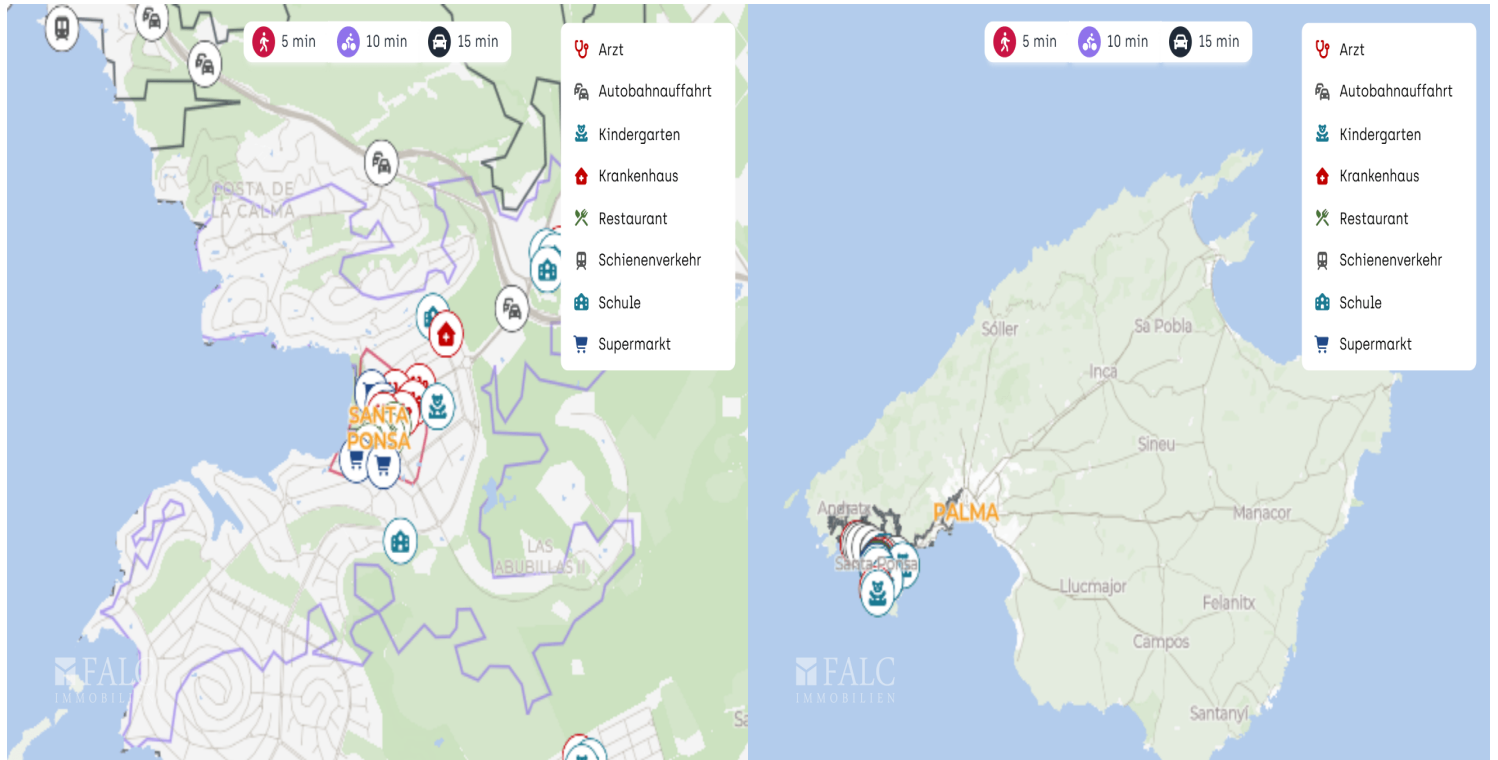 5 min
10 min
15 min
Arzt
Autobahnauffahrt
Kindergarten
Krankenhaus
Restaurant
Schienenverkehr
Schule
Supermarkt
COSTA DE
LA CALMA
SANTA
PONSA
LAS
ABUBILLAS II
FALC
IMMOBIL
5 min
10 min
15 min
Arzt
Autobahnauffahrt
Kindergarten
Krankenhaus
Restaurant
Schienenverkehr
Schule
Supermarkt
Sóller
Sa Pobla
Inca
Sineu
Andratx
PALMA
Manacor
Santa Ponsa
Llucmajor
Felanitx
Campos
Santanyí
FALC
IMMOBILIEN